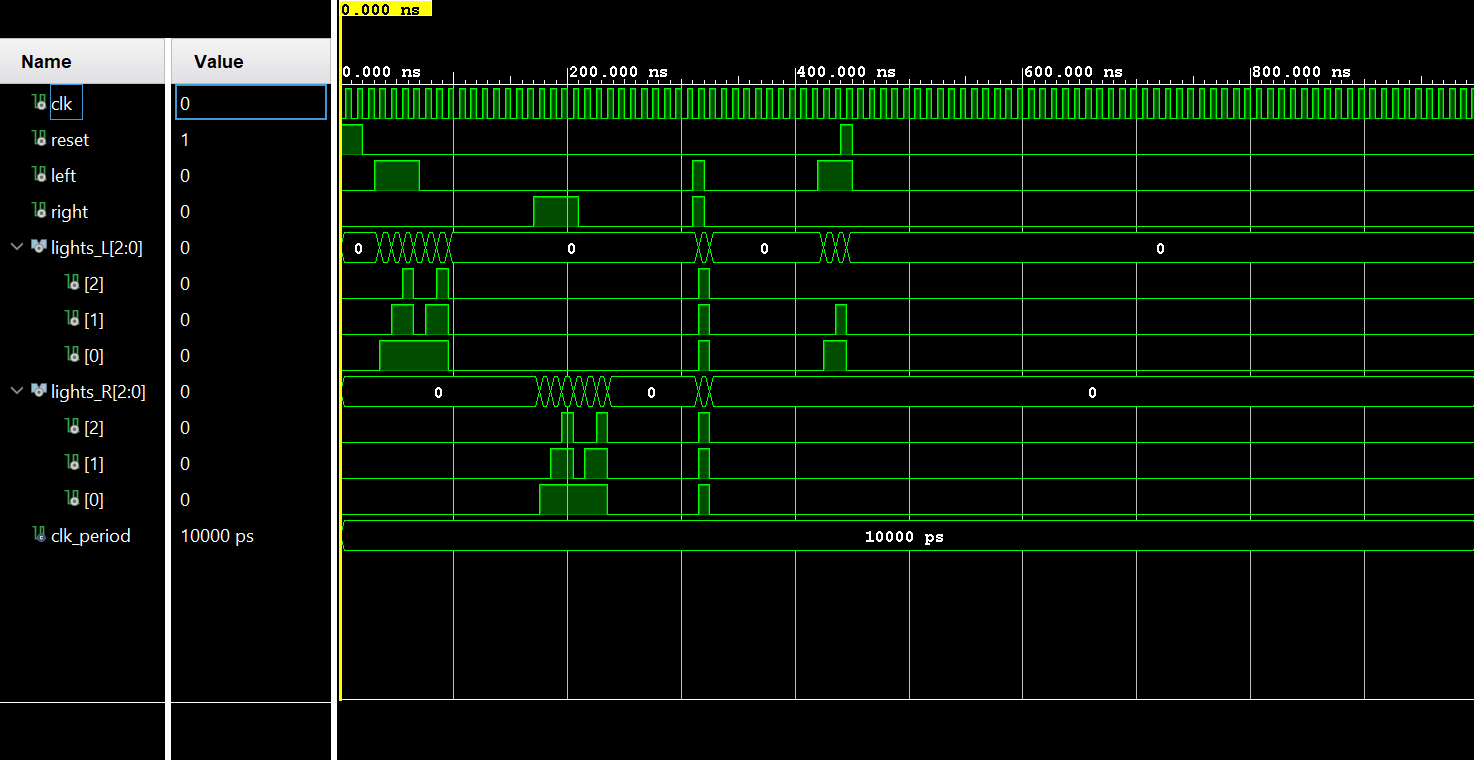 0.000 ns
Name Value
0.000 ns 200.000 ns 400.000 ns 600.000 ns 800.000 ns
clk 0
reset 1
left 0
right 0
lights_L[2:0] 0 0 0 0 0
[2] 0
[1] 0
[0] 0
lights_R[2:0] 0 0 0 0
[2] 0
[1] 0
[0] 0
clk_period 10000 ps 10000 ps